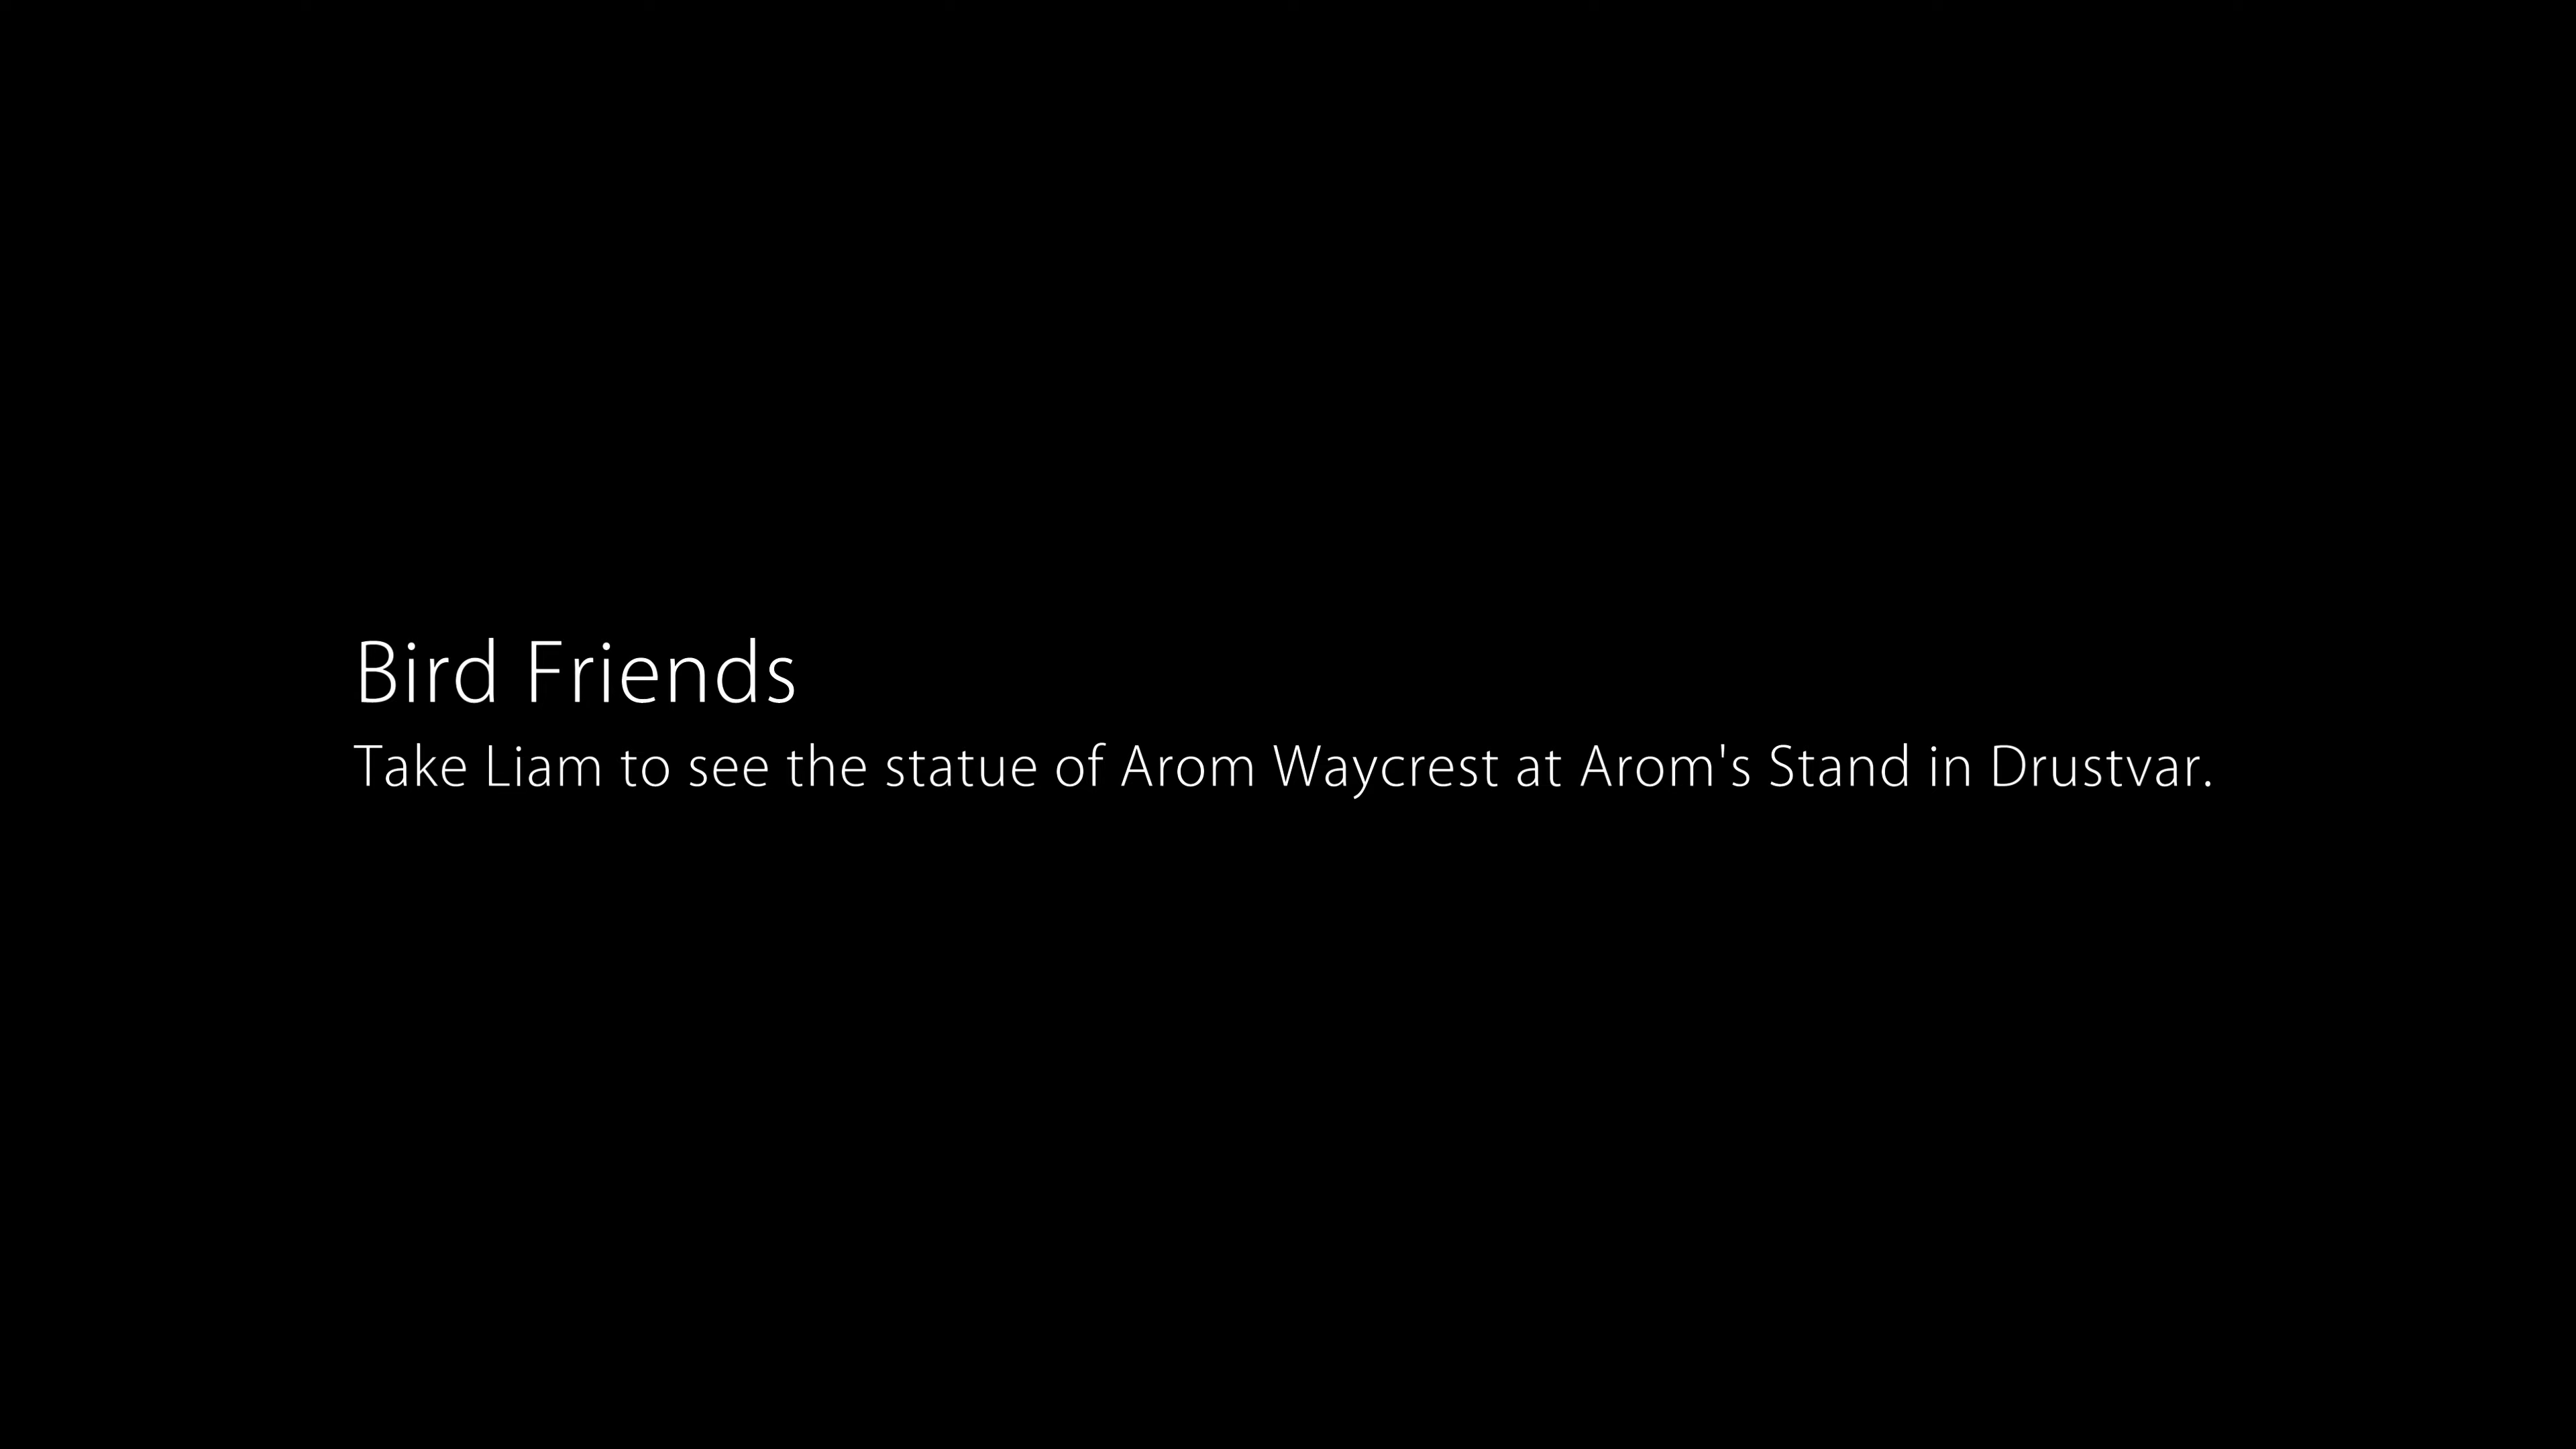 Bird Friends
Take Liam to see the statue of Arom Waycrest at Arom's Stand in Drustvar.